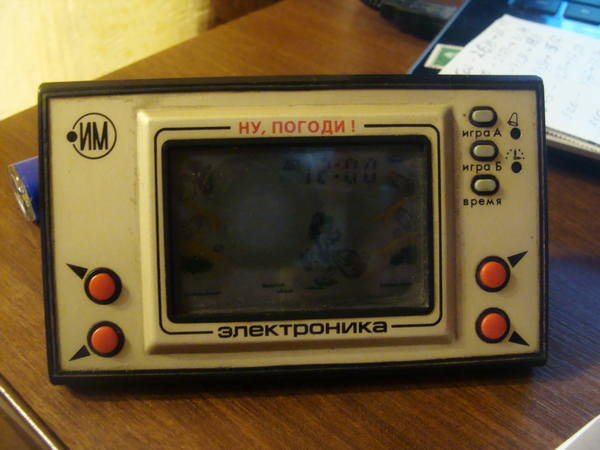 ИМ
НУ, ПОГОДИ !
12:00
игра А
игра Б
время
электроника